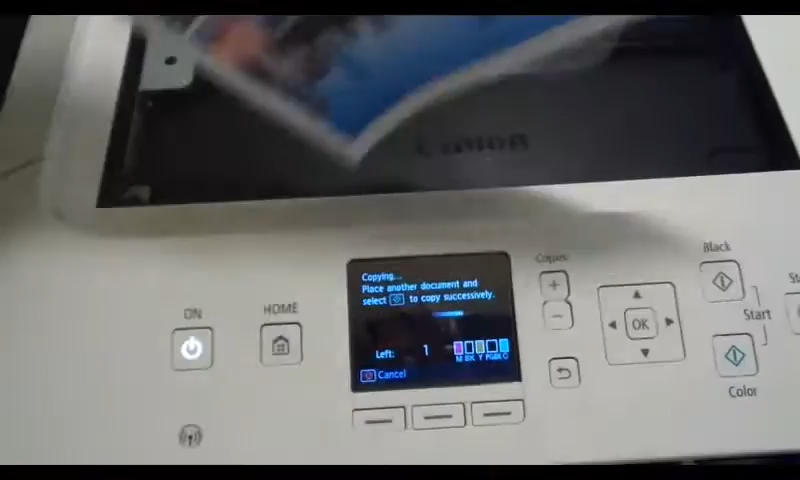 Canon
Copying...
Place another document and
select to copy successively.
Left: 1
M BK Y PGBK C
Cancel
ON
HOME
Copies
+
−
OK
Black
Start
Color